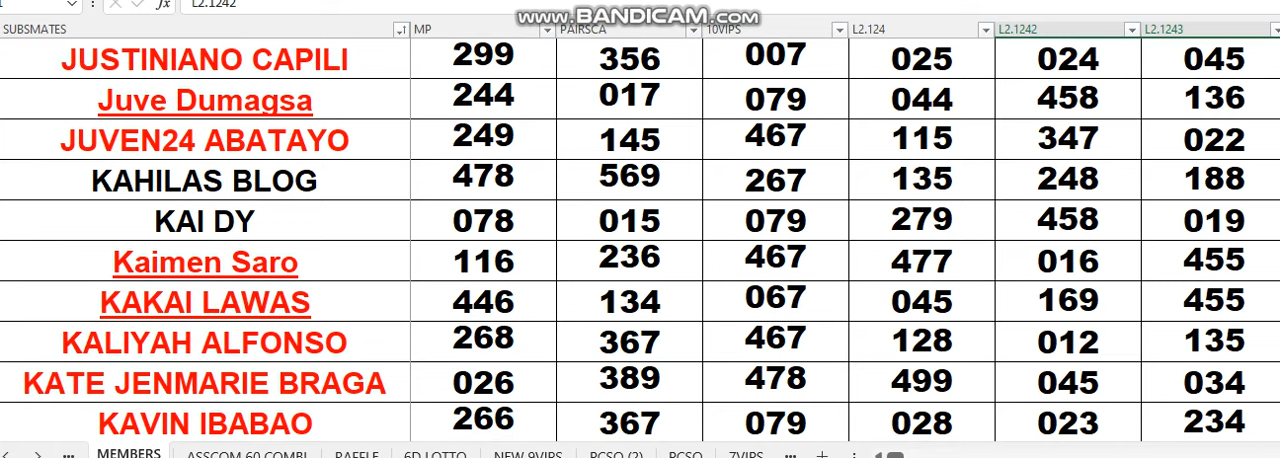 L2.1242
www.BANDICAM.com
SUBSMATES MP PAIRSCA 10VIPS L2.124 L2.1242 L2.1243
JUSTINIANO CAPILI 299 356 007 025 024 045
Juve Dumagsa 244 017 079 044 458 136
JUVEN24 ABATAYO 249 145 467 115 347 022
KAHILAS BLOG 478 569 267 135 248 188
KAI DY 078 015 079 279 458 019
Kaimen Saro 116 236 467 477 016 455
KAKAI LAWAS 446 134 067 045 169 455
KALIYAH ALFONSO 268 367 467 128 012 135
KATE JENMARIE BRAGA 026 389 478 499 045 034
KAVIN IBABAO 266 367 079 028 023 234
MEMBERS ASSCOM 60 COMBI RAFFLE 6D LOTTO NEW 9VIPS PCSO (2) PCSO 7VIPS